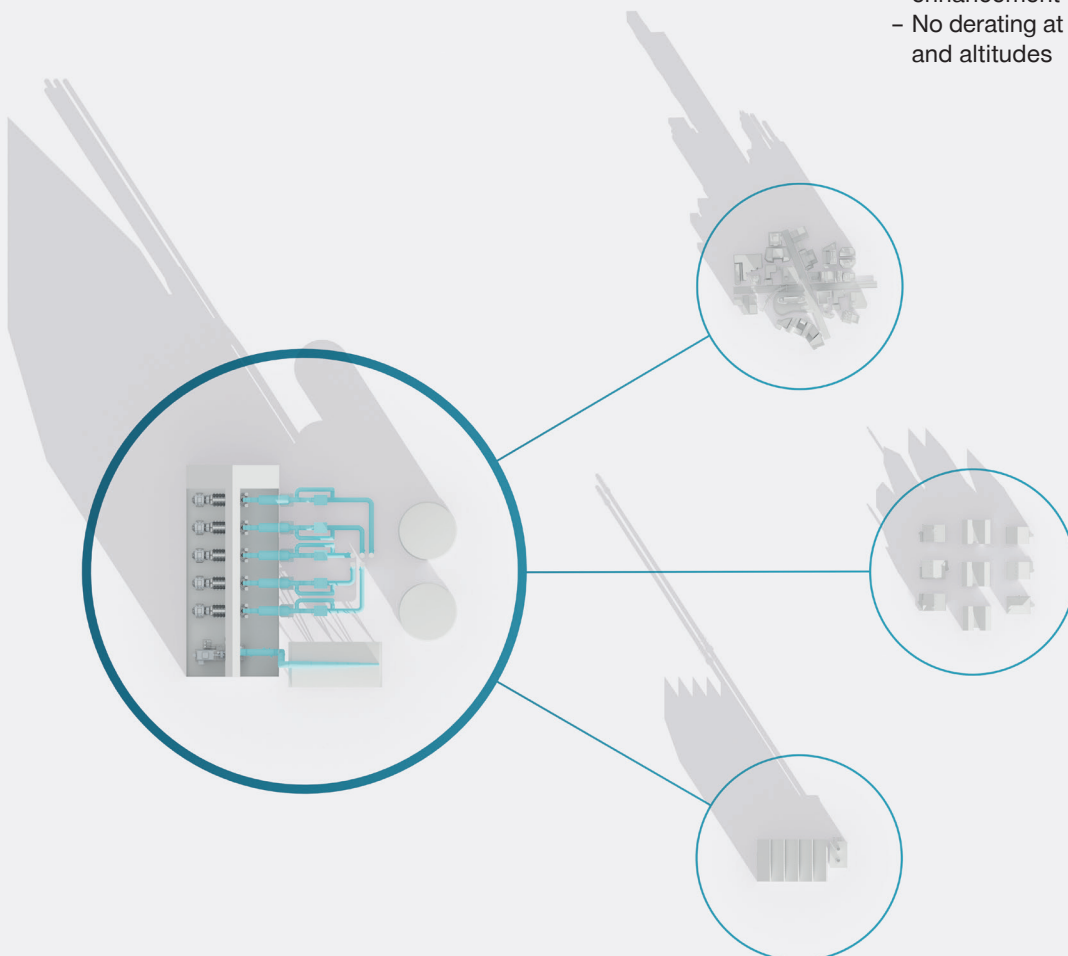 enhancement
– No derating at
and altitudes